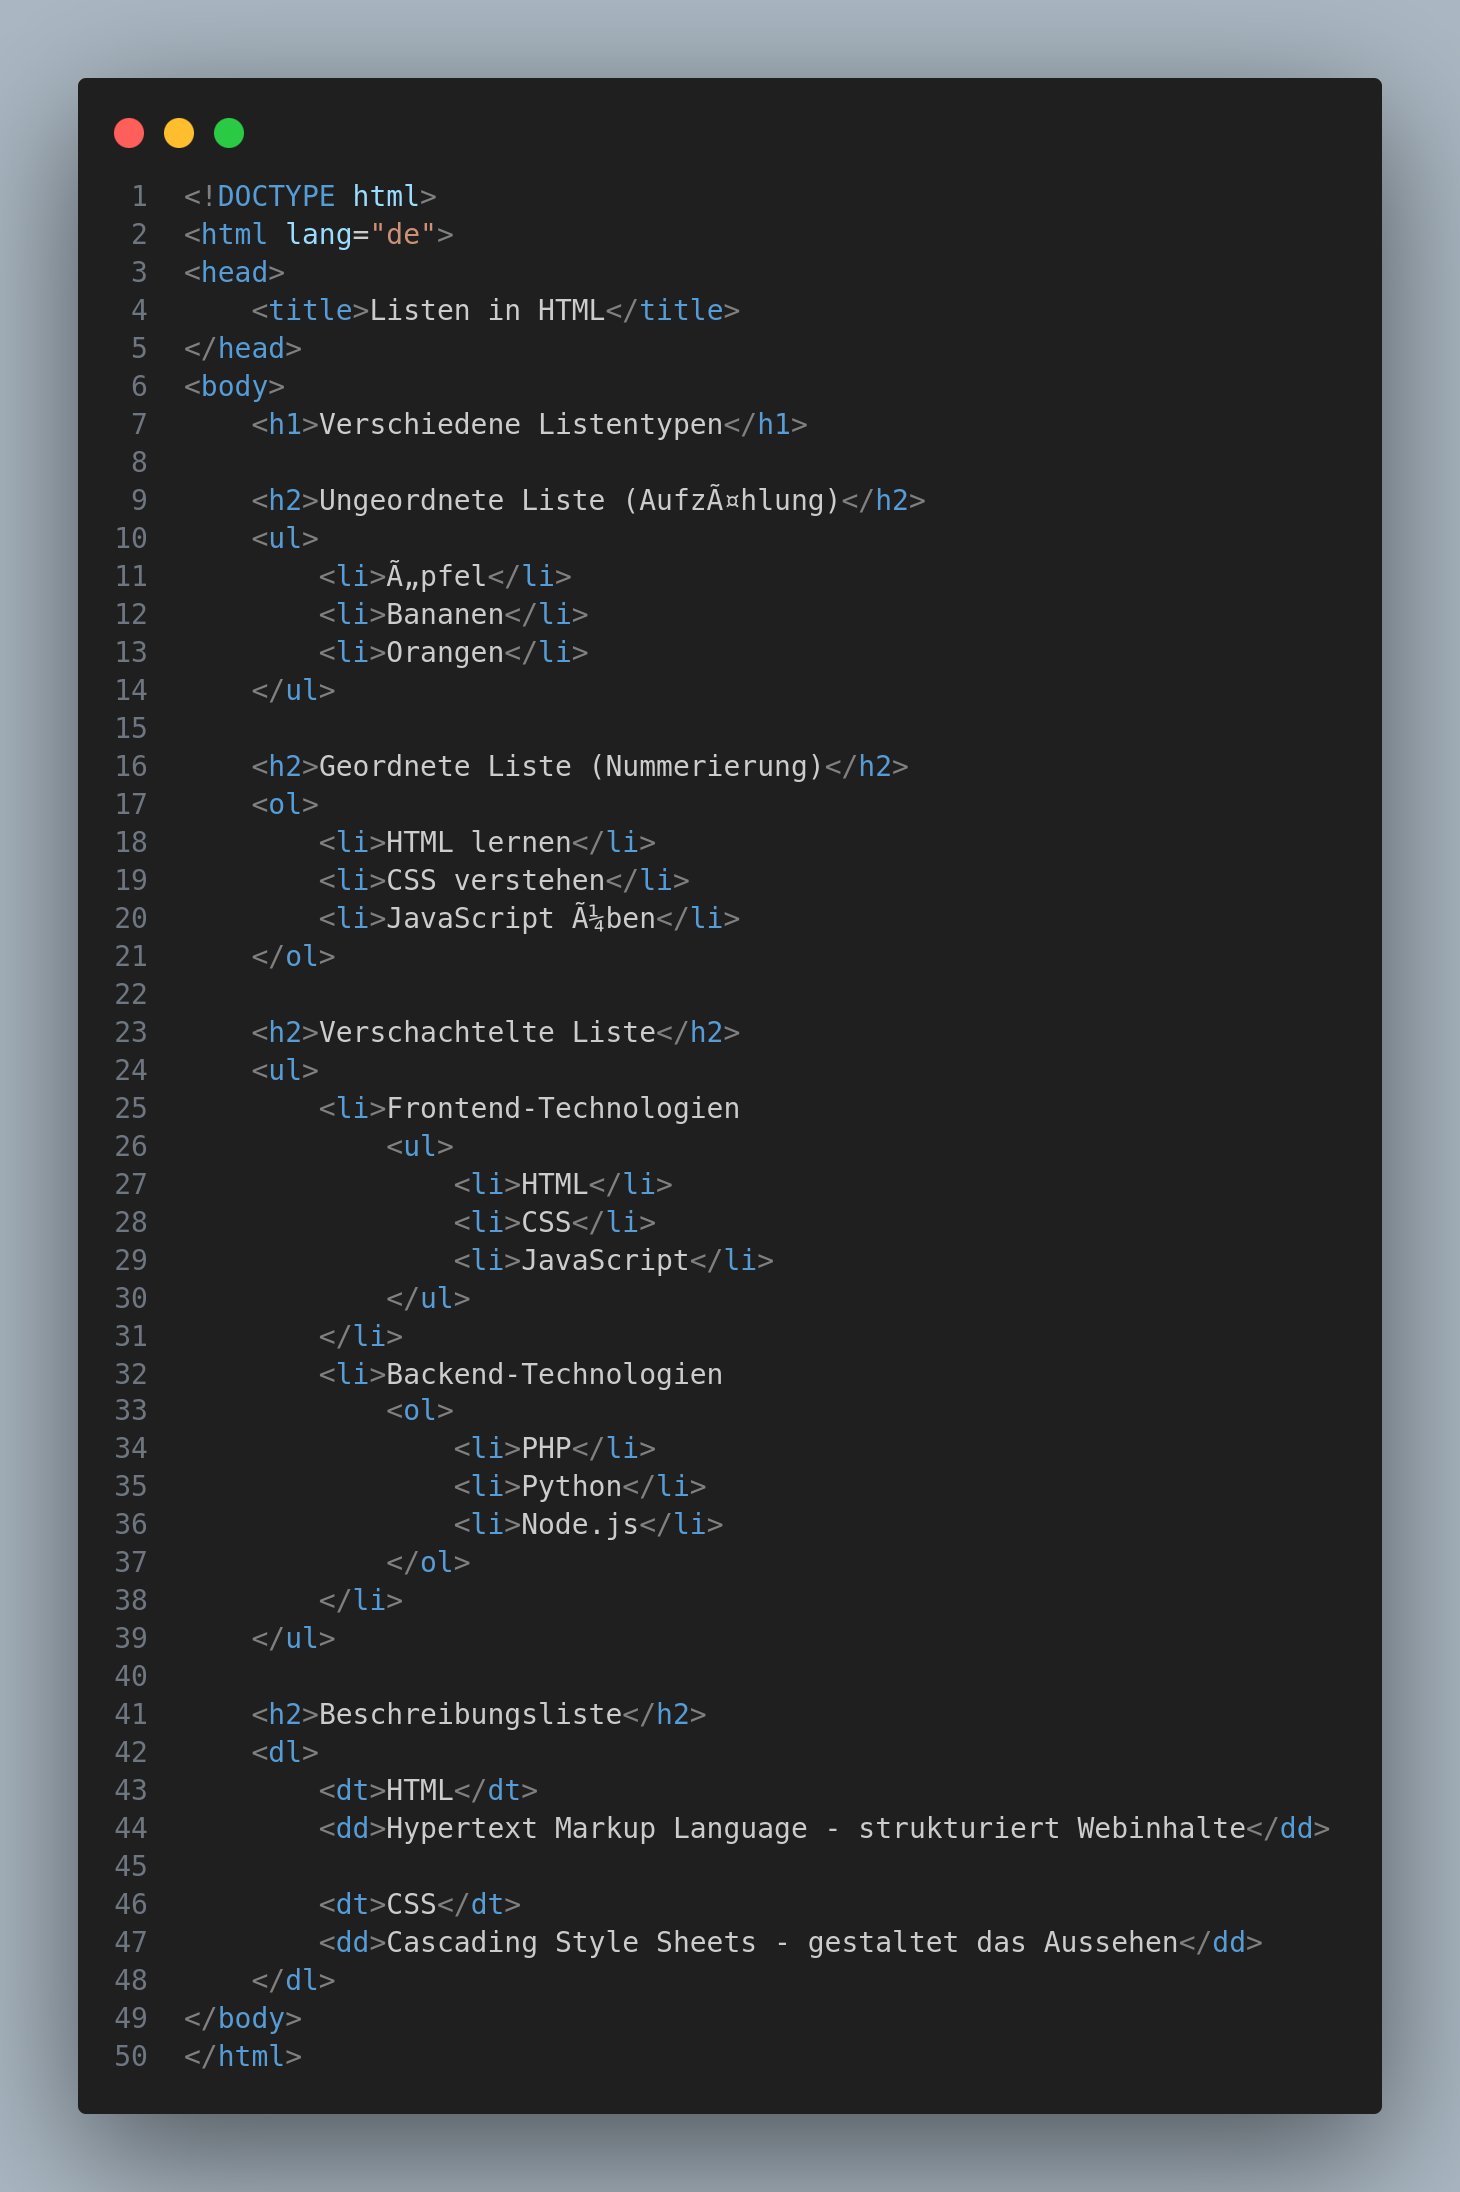 1 <!DOCTYPE html>
2 <html lang="de">
3 <head>
4     <title>Listen in HTML</title>
5 </head>
6 <body>
7     <h1>Verschiedene Listentypen</h1>
8
9     <h2>Ungeordnete Liste (AufzÃ¤hlung)</h2>
10     <ul>
11         <li>Ã„pfel</li>
12         <li>Bananen</li>
13         <li>Orangen</li>
14     </ul>
15
16     <h2>Geordnete Liste (Nummerierung)</h2>
17     <ol>
18         <li>HTML lernen</li>
19         <li>CSS verstehen</li>
20         <li>JavaScript Ã¼ben</li>
21     </ol>
22
23     <h2>Verschachtelte Liste</h2>
24     <ul>
25         <li>Frontend-Technologien
26             <ul>
27                 <li>HTML</li>
28                 <li>CSS</li>
29                 <li>JavaScript</li>
30             </ul>
31         </li>
32         <li>Backend-Technologien
33             <ol>
34                 <li>PHP</li>
35                 <li>Python</li>
36                 <li>Node.js</li>
37             </ol>
38         </li>
39     </ul>
40
41     <h2>Beschreibungsliste</h2>
42     <dl>
43         <dt>HTML</dt>
44         <dd>Hypertext Markup Language - strukturiert Webinhalte</dd>
45
46         <dt>CSS</dt>
47         <dd>Cascading Style Sheets - gestaltet das Aussehen</dd>
48     </dl>
49 </body>
50 </html>